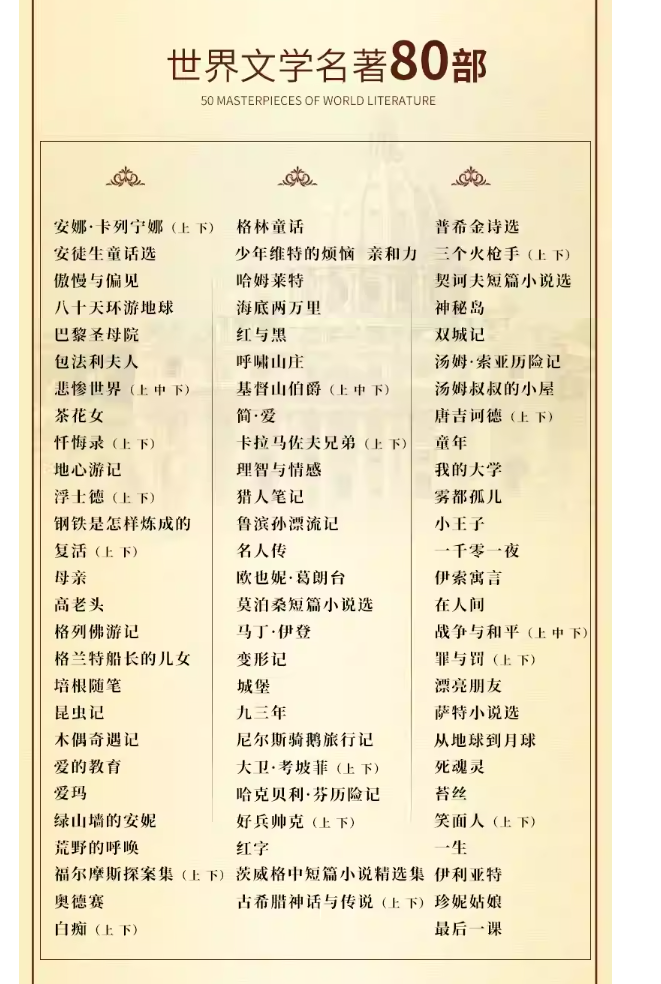 世界文学名著80部
50 MASTERPIECES OF WORLD LITERATURE
安娜·卡列宁娜（上 下）
安徒生童话选
傲慢与偏见
八十天环游地球
巴黎圣母院
包法利夫人
悲惨世界（上 中 下）
茶花女
忏悔录（上 下）
地心游记
浮士德（上 下）
钢铁是怎样炼成的
复活（上 下）
母亲
高老头
格列佛游记
格兰特船长的儿女
培根随笔
昆虫记
木偶奇遇记
爱的教育
爱玛
绿山墙的安妮
荒野的呼唤
福尔摩斯探案集（上 下）
奥德赛
白痴（上 下）
格林童话
少年维特的烦恼 亲和力
哈姆莱特
海底两万里
红与黑
呼啸山庄
基督山伯爵（上 中 下）
简·爱
卡拉马佐夫兄弟（上 下）
理智与情感
猎人笔记
鲁滨孙漂流记
名人传
欧也妮·葛朗台
莫泊桑短篇小说选
马丁·伊登
变形记
城堡
九三年
尼尔斯骑鹅旅行记
大卫·考坡菲（上 下）
哈克贝利·芬历险记
好兵帅克（上 下）
红字
茨威格中短篇小说精选集
古希腊神话与传说（上 下）
普希金诗选
三个火枪手（上 下）
契诃夫短篇小说选
神秘岛
双城记
汤姆·索亚历险记
汤姆叔叔的小屋
唐吉诃德（上 下）
童年
我的大学
雾都孤儿
小王子
一千零一夜
伊索寓言
在人间
战争与和平（上 中 下）
罪与罚（上 下）
漂亮朋友
萨特小说选
从地球到月球
死魂灵
苔丝
笑面人（上 下）
一生
伊利亚特
珍妮姑娘
最后一课